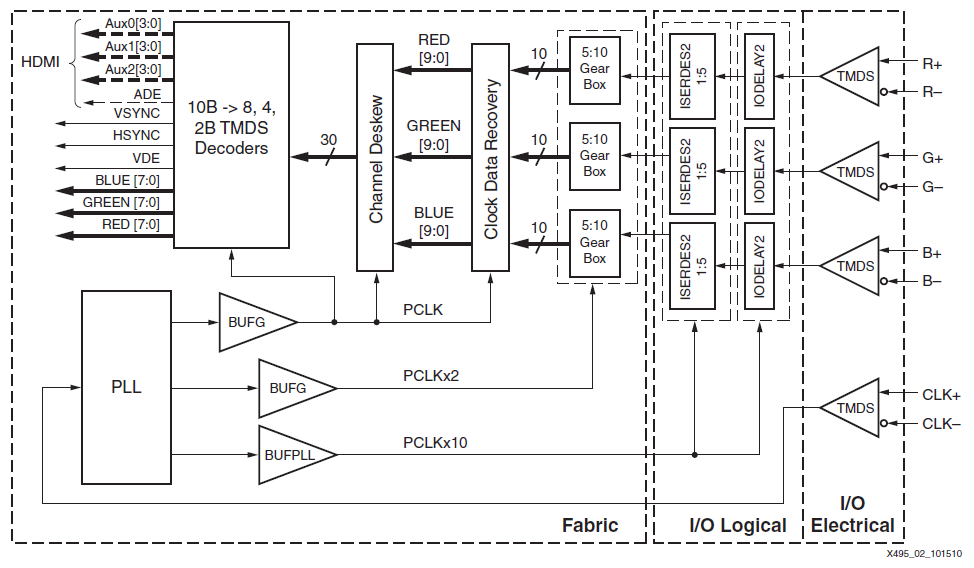 HDMI
Aux0[3:0]
Aux1[3:0]
Aux2[3:0]
ADE
VSYNC
HSYNC
VDE
BLUE [7:0]
GREEN [7:0]
RED [7:0]
10B -> 8, 4,
2B TMDS
Decoders
30
Channel Deskew
RED
[9:0]
GREEN
[9:0]
BLUE
[9:0]
Clock Data Recovery
10
10
10
5:10
Gear
Box
5:10
Gear
Box
5:10
Gear
Box
ISERDES2
1:5
ISERDES2
1:5
ISERDES2
1:5
IODELAY2
IODELAY2
IODELAY2
TMDS
R+
R–
TMDS
G+
G–
TMDS
B+
B–
PLL
BUFG
PCLK
BUFG
PCLKx2
BUFPLL
PCLKx10
TMDS
CLK+
CLK–
Fabric
I/O Logical
I/O
Electrical
X495_02_101510